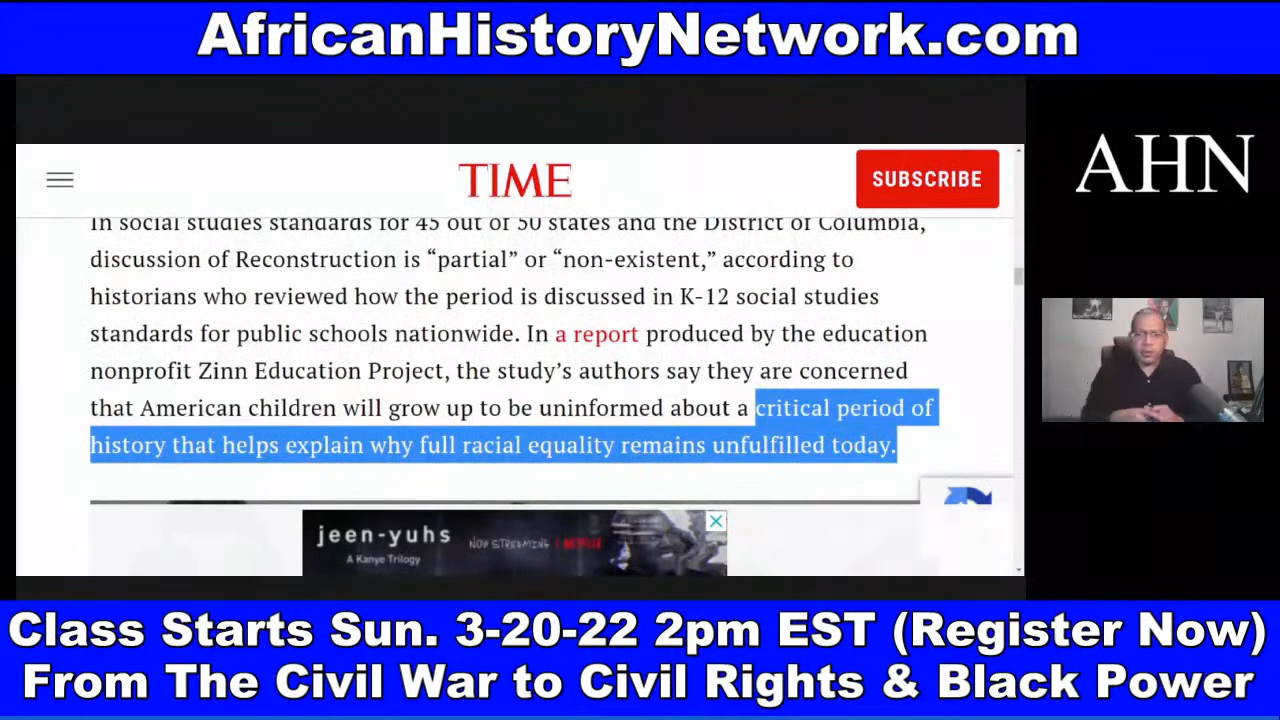 AfricanHistoryNetwork.com
AHN
TIME
SUBSCRIBE
In social studies standards for 45 out of 50 states and the District of Columbia,
discussion of Reconstruction is “partial” or “non-existent,” according to
historians who reviewed how the period is discussed in K-12 social studies
standards for public schools nationwide. In a report produced by the education
nonprofit Zinn Education Project, the study’s authors say they are concerned
that American children will grow up to be uninformed about a critical period of
history that helps explain why full racial equality remains unfulfilled today.
jeen-yuhs
A Kanye Trilogy
NOW STREAMING | NETFLIX
Class Starts Sun. 3-20-22 2pm EST (Register Now)
From The Civil War to Civil Rights & Black Power